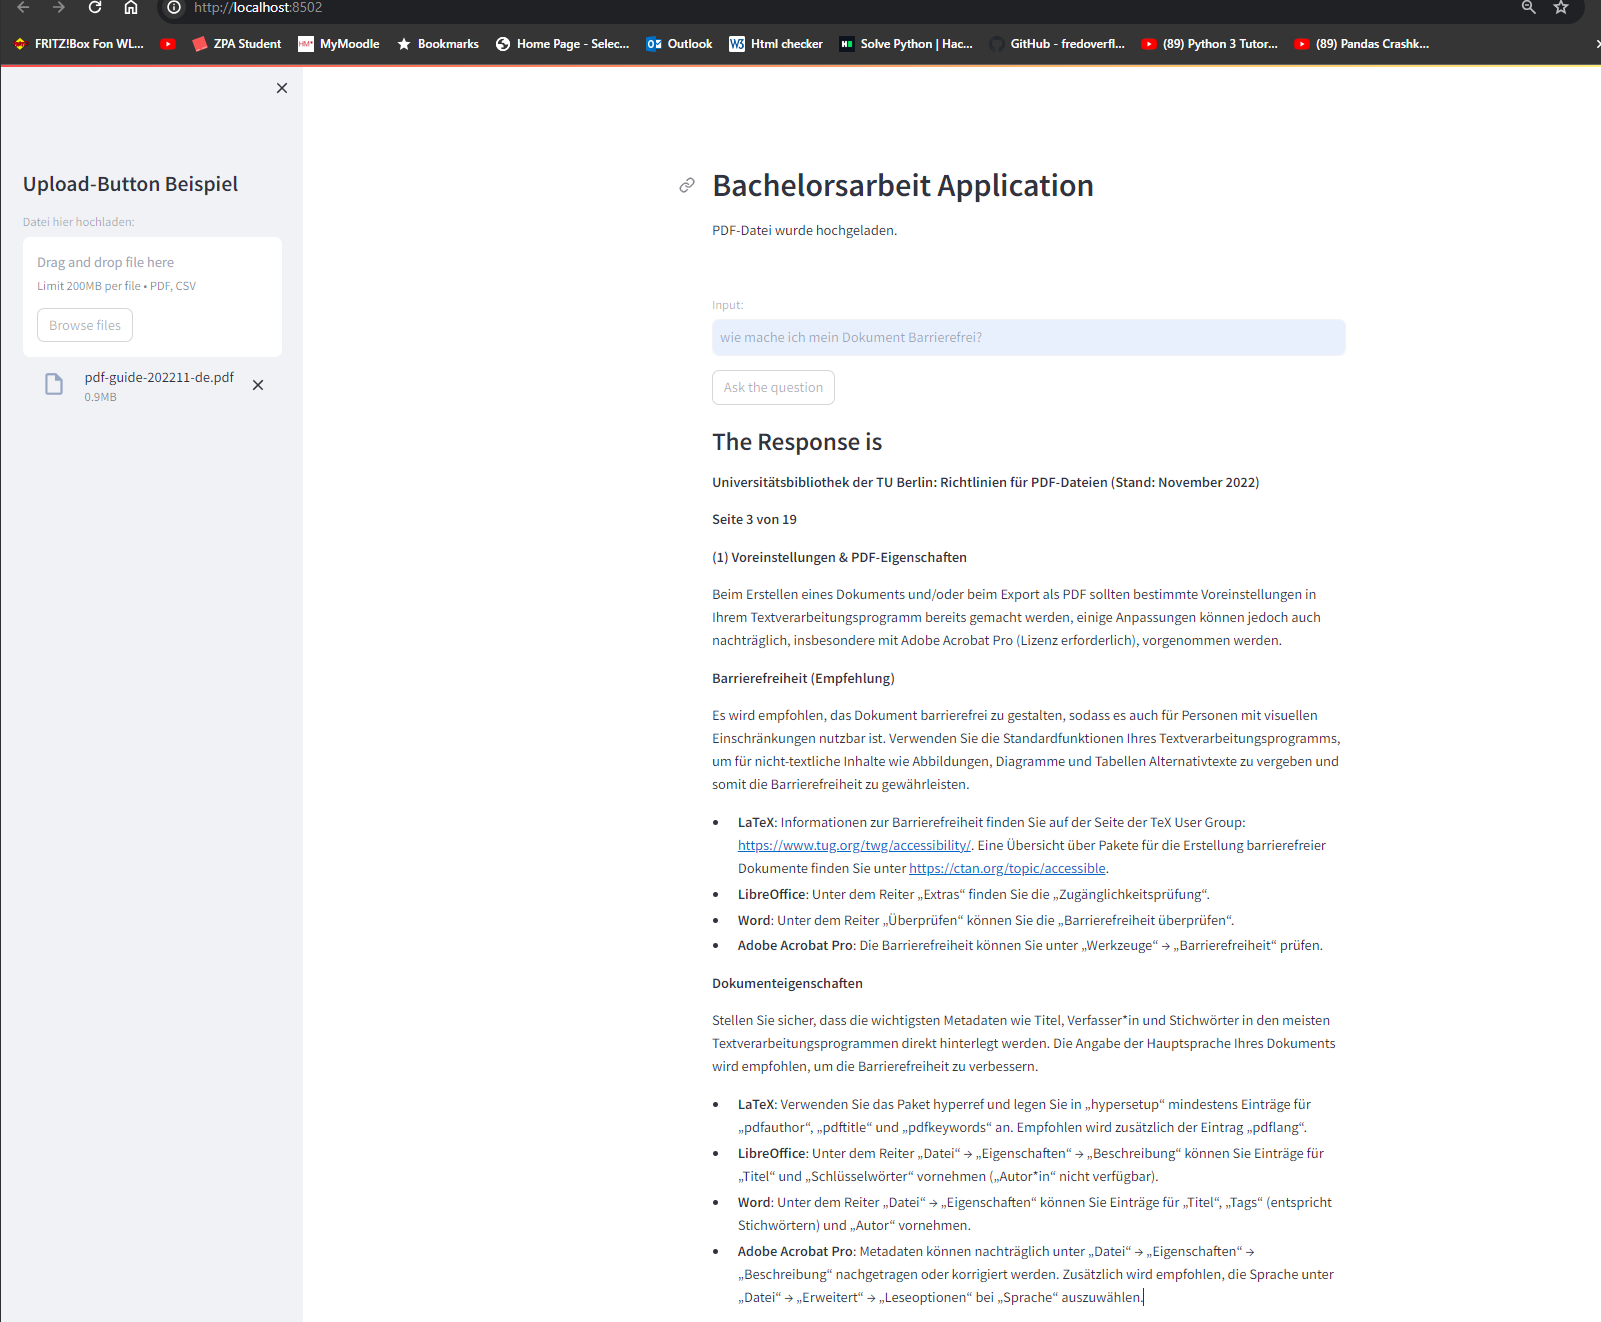 http://localhost:8502
FRITZ!Box Fon WL... ZPA Student MyMoodle Bookmarks Home Page - Selec... Outlook Html checker Solve Python | Hac... GitHub - fredoverfl... (89) Python 3 Tutor... (89) Pandas Crashk...
Upload-Button Beispiel
Datei hier hochladen:
Drag and drop file here
Limit 200MB per file • PDF, CSV
Browse files
pdf-guide-202211-de.pdf
0.9MB
Bachelorsarbeit Application
PDF-Datei wurde hochgeladen.
Input:
wie mache ich mein Dokument Barrierefrei?
Ask the question
The Response is
Universitätsbibliothek der TU Berlin: Richtlinien für PDF-Dateien (Stand: November 2022)
Seite 3 von 19
(1) Voreinstellungen & PDF-Eigenschaften
Beim Erstellen eines Dokuments und/oder beim Export als PDF sollten bestimmte Voreinstellungen in
Ihrem Textverarbeitungsprogramm bereits gemacht werden, einige Anpassungen können jedoch auch
nachträglich, insbesondere mit Adobe Acrobat Pro (Lizenz erforderlich), vorgenommen werden.
Barrierefreiheit (Empfehlung)
Es wird empfohlen, das Dokument barrierefrei zu gestalten, sodass es auch für Personen mit visuellen
Einschränkungen nutzbar ist. Verwenden Sie die Standardfunktionen Ihres Textverarbeitungsprogramms,
um für nicht-textliche Inhalte wie Abbildungen, Diagramme und Tabellen Alternativtexte zu vergeben und
somit die Barrierefreiheit zu gewährleisten.
• LaTeX: Informationen zur Barrierefreiheit finden Sie auf der Seite der TeX User Group:
https://www.tug.org/twg/accessibility/. Eine Übersicht über Pakete für die Erstellung barrierefreier
Dokumente finden Sie unter https://ctan.org/topic/accessible.
• LibreOffice: Unter dem Reiter „Extras“ finden Sie die „Zugänglichkeitsprüfung“.
• Word: Unter dem Reiter „Überprüfen“ können Sie die „Barrierefreiheit überprüfen“.
• Adobe Acrobat Pro: Die Barrierefreiheit können Sie unter „Werkzeuge“ → „Barrierefreiheit“ prüfen.
Dokumenteigenschaften
Stellen Sie sicher, dass die wichtigsten Metadaten wie Titel, Verfasser*in und Stichwörter in den meisten
Textverarbeitungsprogrammen direkt hinterlegt werden. Die Angabe der Hauptsprache Ihres Dokuments
wird empfohlen, um die Barrierefreiheit zu verbessern.
• LaTeX: Verwenden Sie das Paket hyperref und legen Sie in „hypersetup“ mindestens Einträge für
„pdfauthor“, „pdftitle“ und „pdfkeywords“ an. Empfohlen wird zusätzlich der Eintrag „pdflang“.
• LibreOffice: Unter dem Reiter „Datei“ → „Eigenschaften“ → „Beschreibung“ können Sie Einträge für
„Titel“ und „Schlüsselwörter“ vornehmen („Autor*in“ nicht verfügbar).
• Word: Unter dem Reiter „Datei“ → „Eigenschaften“ können Sie Einträge für „Titel“, „Tags“ (entspricht
Stichwörtern) und „Autor“ vornehmen.
• Adobe Acrobat Pro: Metadaten können nachträglich unter „Datei“ → „Eigenschaften“ →
„Beschreibung“ nachgetragen oder korrigiert werden. Zusätzlich wird empfohlen, die Sprache unter
„Datei“ → „Erweitert“ → „Leseoptionen“ bei „Sprache“ auszuwählen.